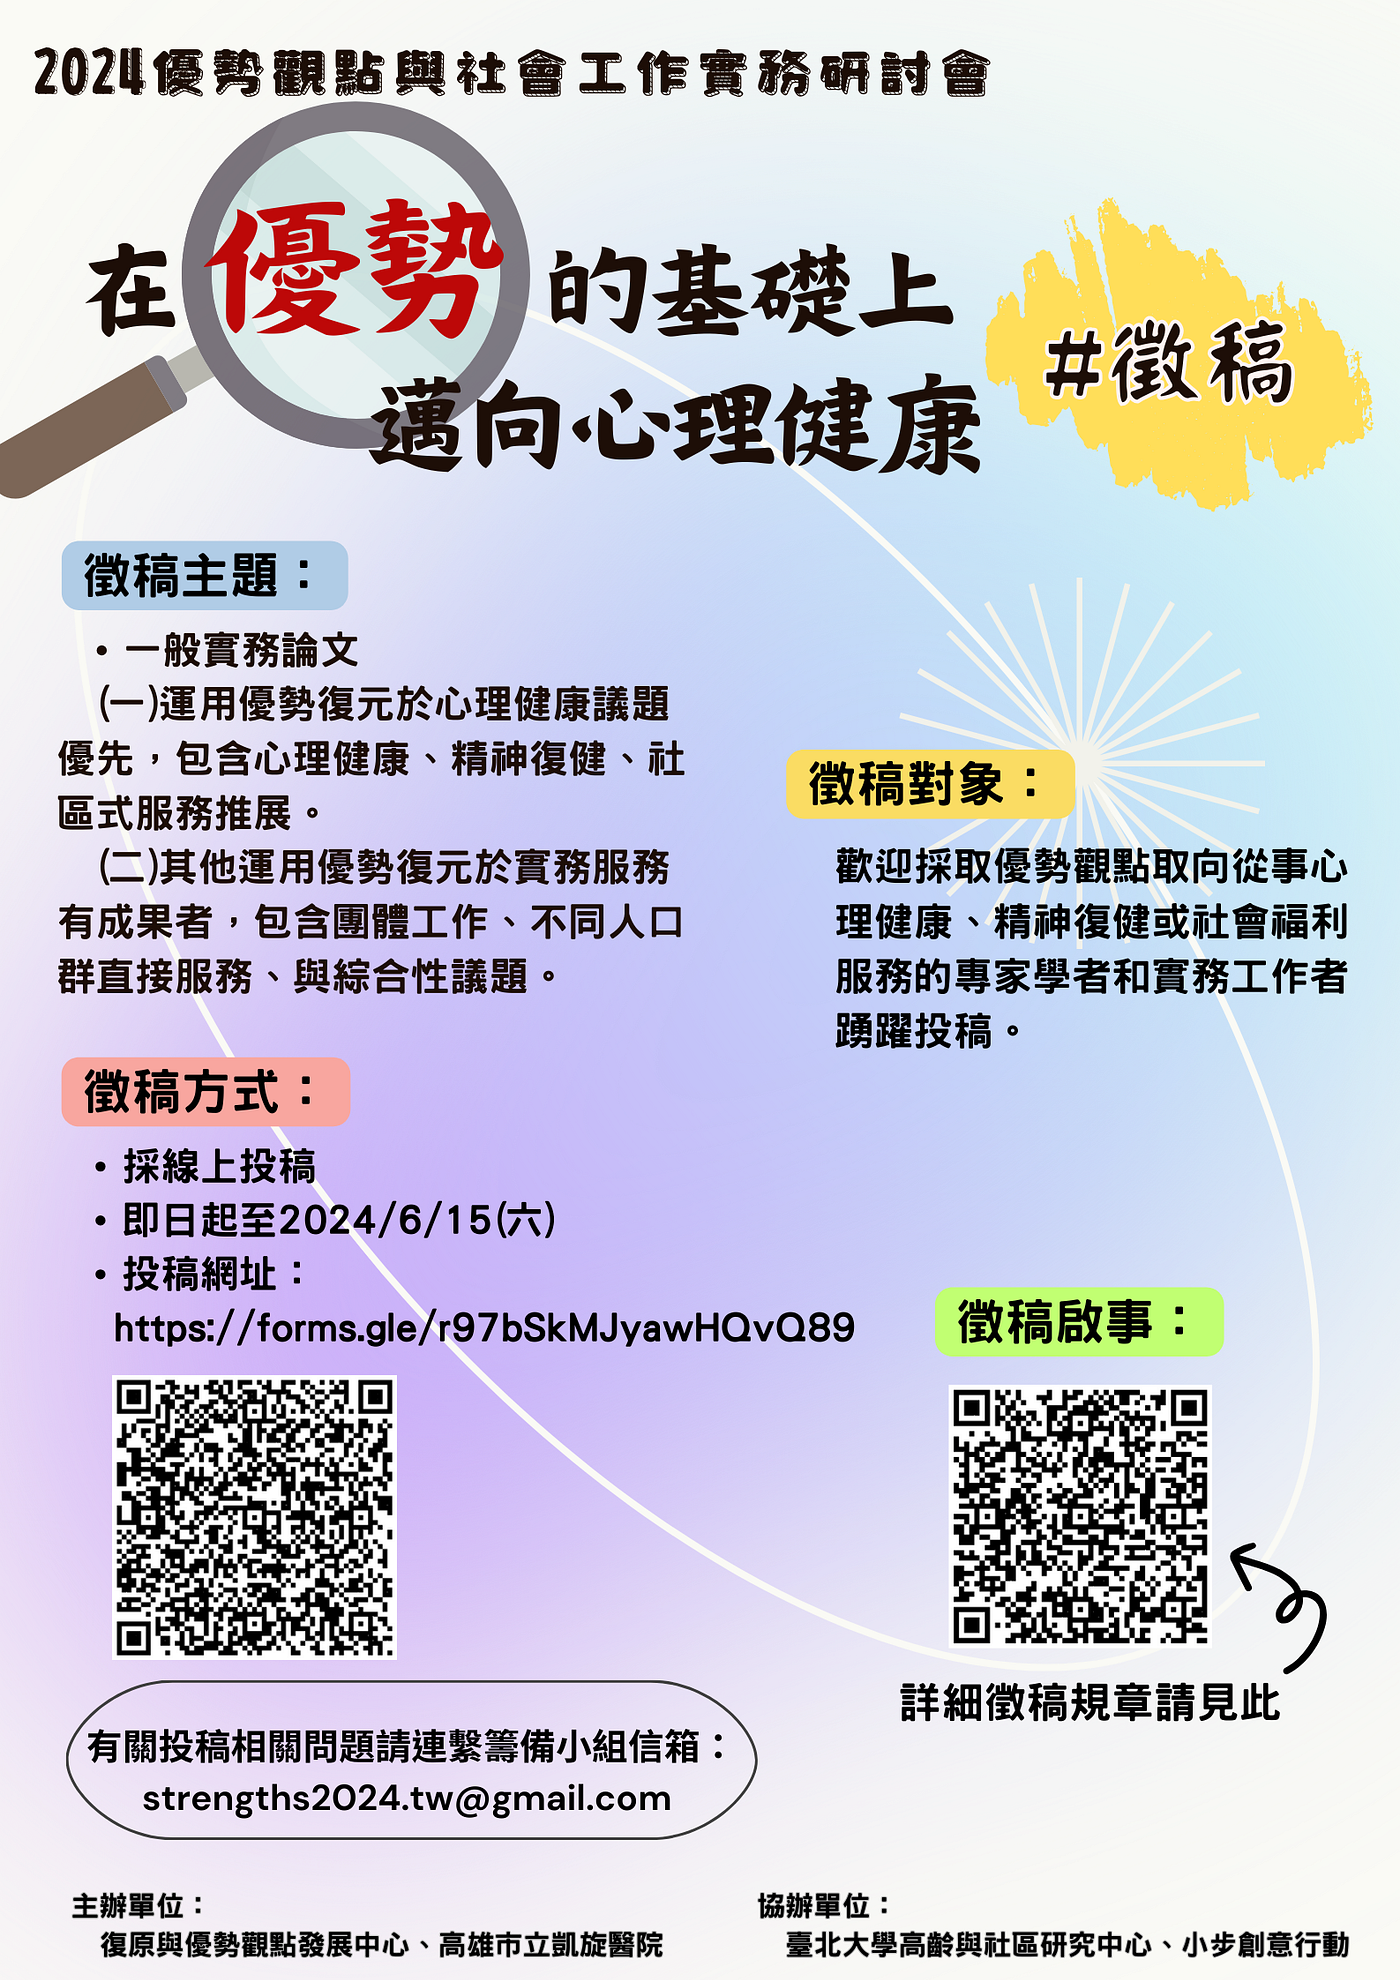 2024優勢觀點與社會工作實務研討會
在優勢的基礎上
邁向心理健康
#徵稿
徵稿主題：
• 一般實務論文
(一)運用優勢復元於心理健康議題
優先，包含心理健康、精神復健、社
區式服務推展。
(二)其他運用優勢復元於實務服務
有成果者，包含團體工作、不同人口
群直接服務、與綜合性議題。
徵稿對象：
歡迎採取優勢觀點取向從事心
理健康、精神復健或社會福利
服務的專家學者和實務工作者
踴躍投稿。
徵稿方式：
• 採線上投稿
• 即日起至2024/6/15(六)
• 投稿網址：
https://forms.gle/r97bSkMJyawHQvQ89
徵稿啟事：
詳細徵稿規章請見此
有關投稿相關問題請連繫籌備小組信箱：
strengths2024.tw@gmail.com
主辦單位：
復原與優勢觀點發展中心、高雄市立凱旋醫院
協辦單位：
臺北大學高齡與社區研究中心、小步創意行動